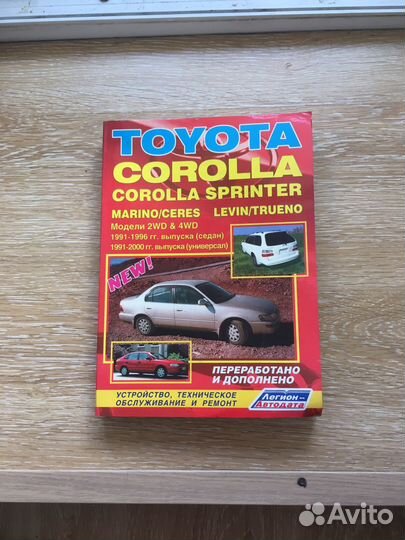 TOYOTA
COROLLA
COROLLA SPRINTER
MARINO/CERES LEVIN/TRUENO
Модели 2WD & 4WD
1991-1996 гг. выпуска (седан)
1991-2000 гг. выпуска (универсал)
NEW!
ПЕРЕРАБОТАНО
И ДОПОЛНЕНО
УСТРОЙСТВО, ТЕХНИЧЕСКОЕ
ОБСЛУЖИВАНИЕ И РЕМОНТ
Легион-
Автодата
Avito